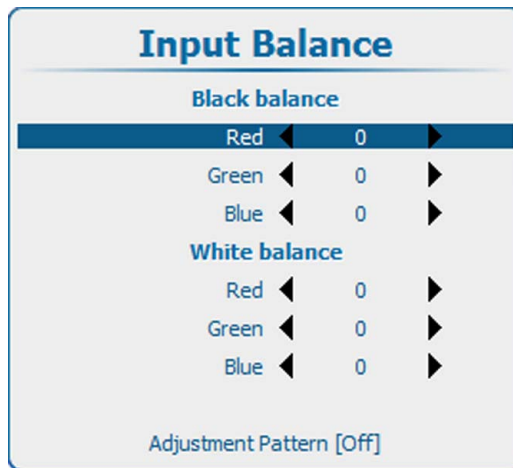 Input Balance
Black balance
Red 0
Green 0
Blue 0
White balance
Red 0
Green 0
Blue 0
Adjustment Pattern [Off]